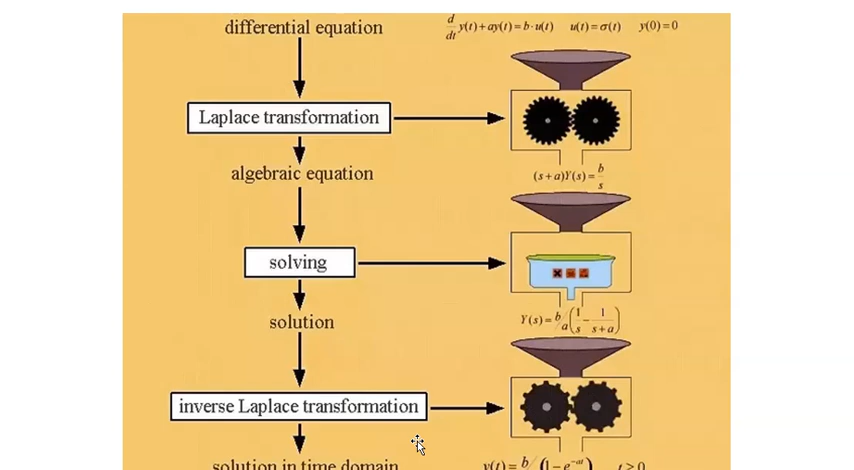 differential equation
d/dt y(t)+ay(t)=b·u(t) u(t)=σ(t) y(0)=0
Laplace transformation
algebraic equation
(s+a)Y(s)=b/s
solving
solution
Y(s)=b/a(1/s-1/(s+a))
inverse Laplace transformation
solution in time domain
y(t)=b/(1-e^{-at}) t≥0